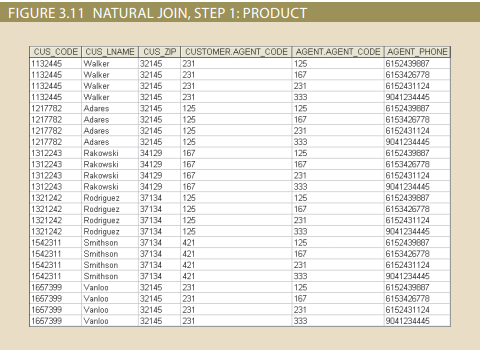 FIGURE 3.11 NATURAL JOIN, STEP 1: PRODUCT
CUS_CODE CUS_LNAME CUS_ZIP CUSTOMER.AGENT_CODE AGENT.AGENT_CODE AGENT_PHONE
1132445 Walker 32145 231 125 6152439887
1132445 Walker 32145 231 167 6153426778
1132445 Walker 32145 231 231 6152431124
1132445 Walker 32145 231 333 9041234445
1217782 Adares 32145 125 125 6152439887
1217782 Adares 32145 125 167 6153426778
1217782 Adares 32145 125 231 6152431124
1217782 Adares 32145 125 333 9041234445
1312243 Rakowski 34129 167 125 6152439887
1312243 Rakowski 34129 167 167 6153426778
1312243 Rakowski 34129 167 231 6152431124
1312243 Rakowski 34129 167 333 9041234445
1321242 Rodriguez 37134 125 125 6152439887
1321242 Rodriguez 37134 125 167 6153426778
1321242 Rodriguez 37134 125 231 6152431124
1321242 Rodriguez 37134 125 333 9041234445
1542311 Smithson 37134 421 125 6152439887
1542311 Smithson 37134 421 167 6153426778
1542311 Smithson 37134 421 231 6152431124
1542311 Smithson 37134 421 333 9041234445
1657399 Vanloo 32145 231 125 6152439887
1657399 Vanloo 32145 231 167 6153426778
1657399 Vanloo 32145 231 231 6152431124
1657399 Vanloo 32145 231 333 9041234445